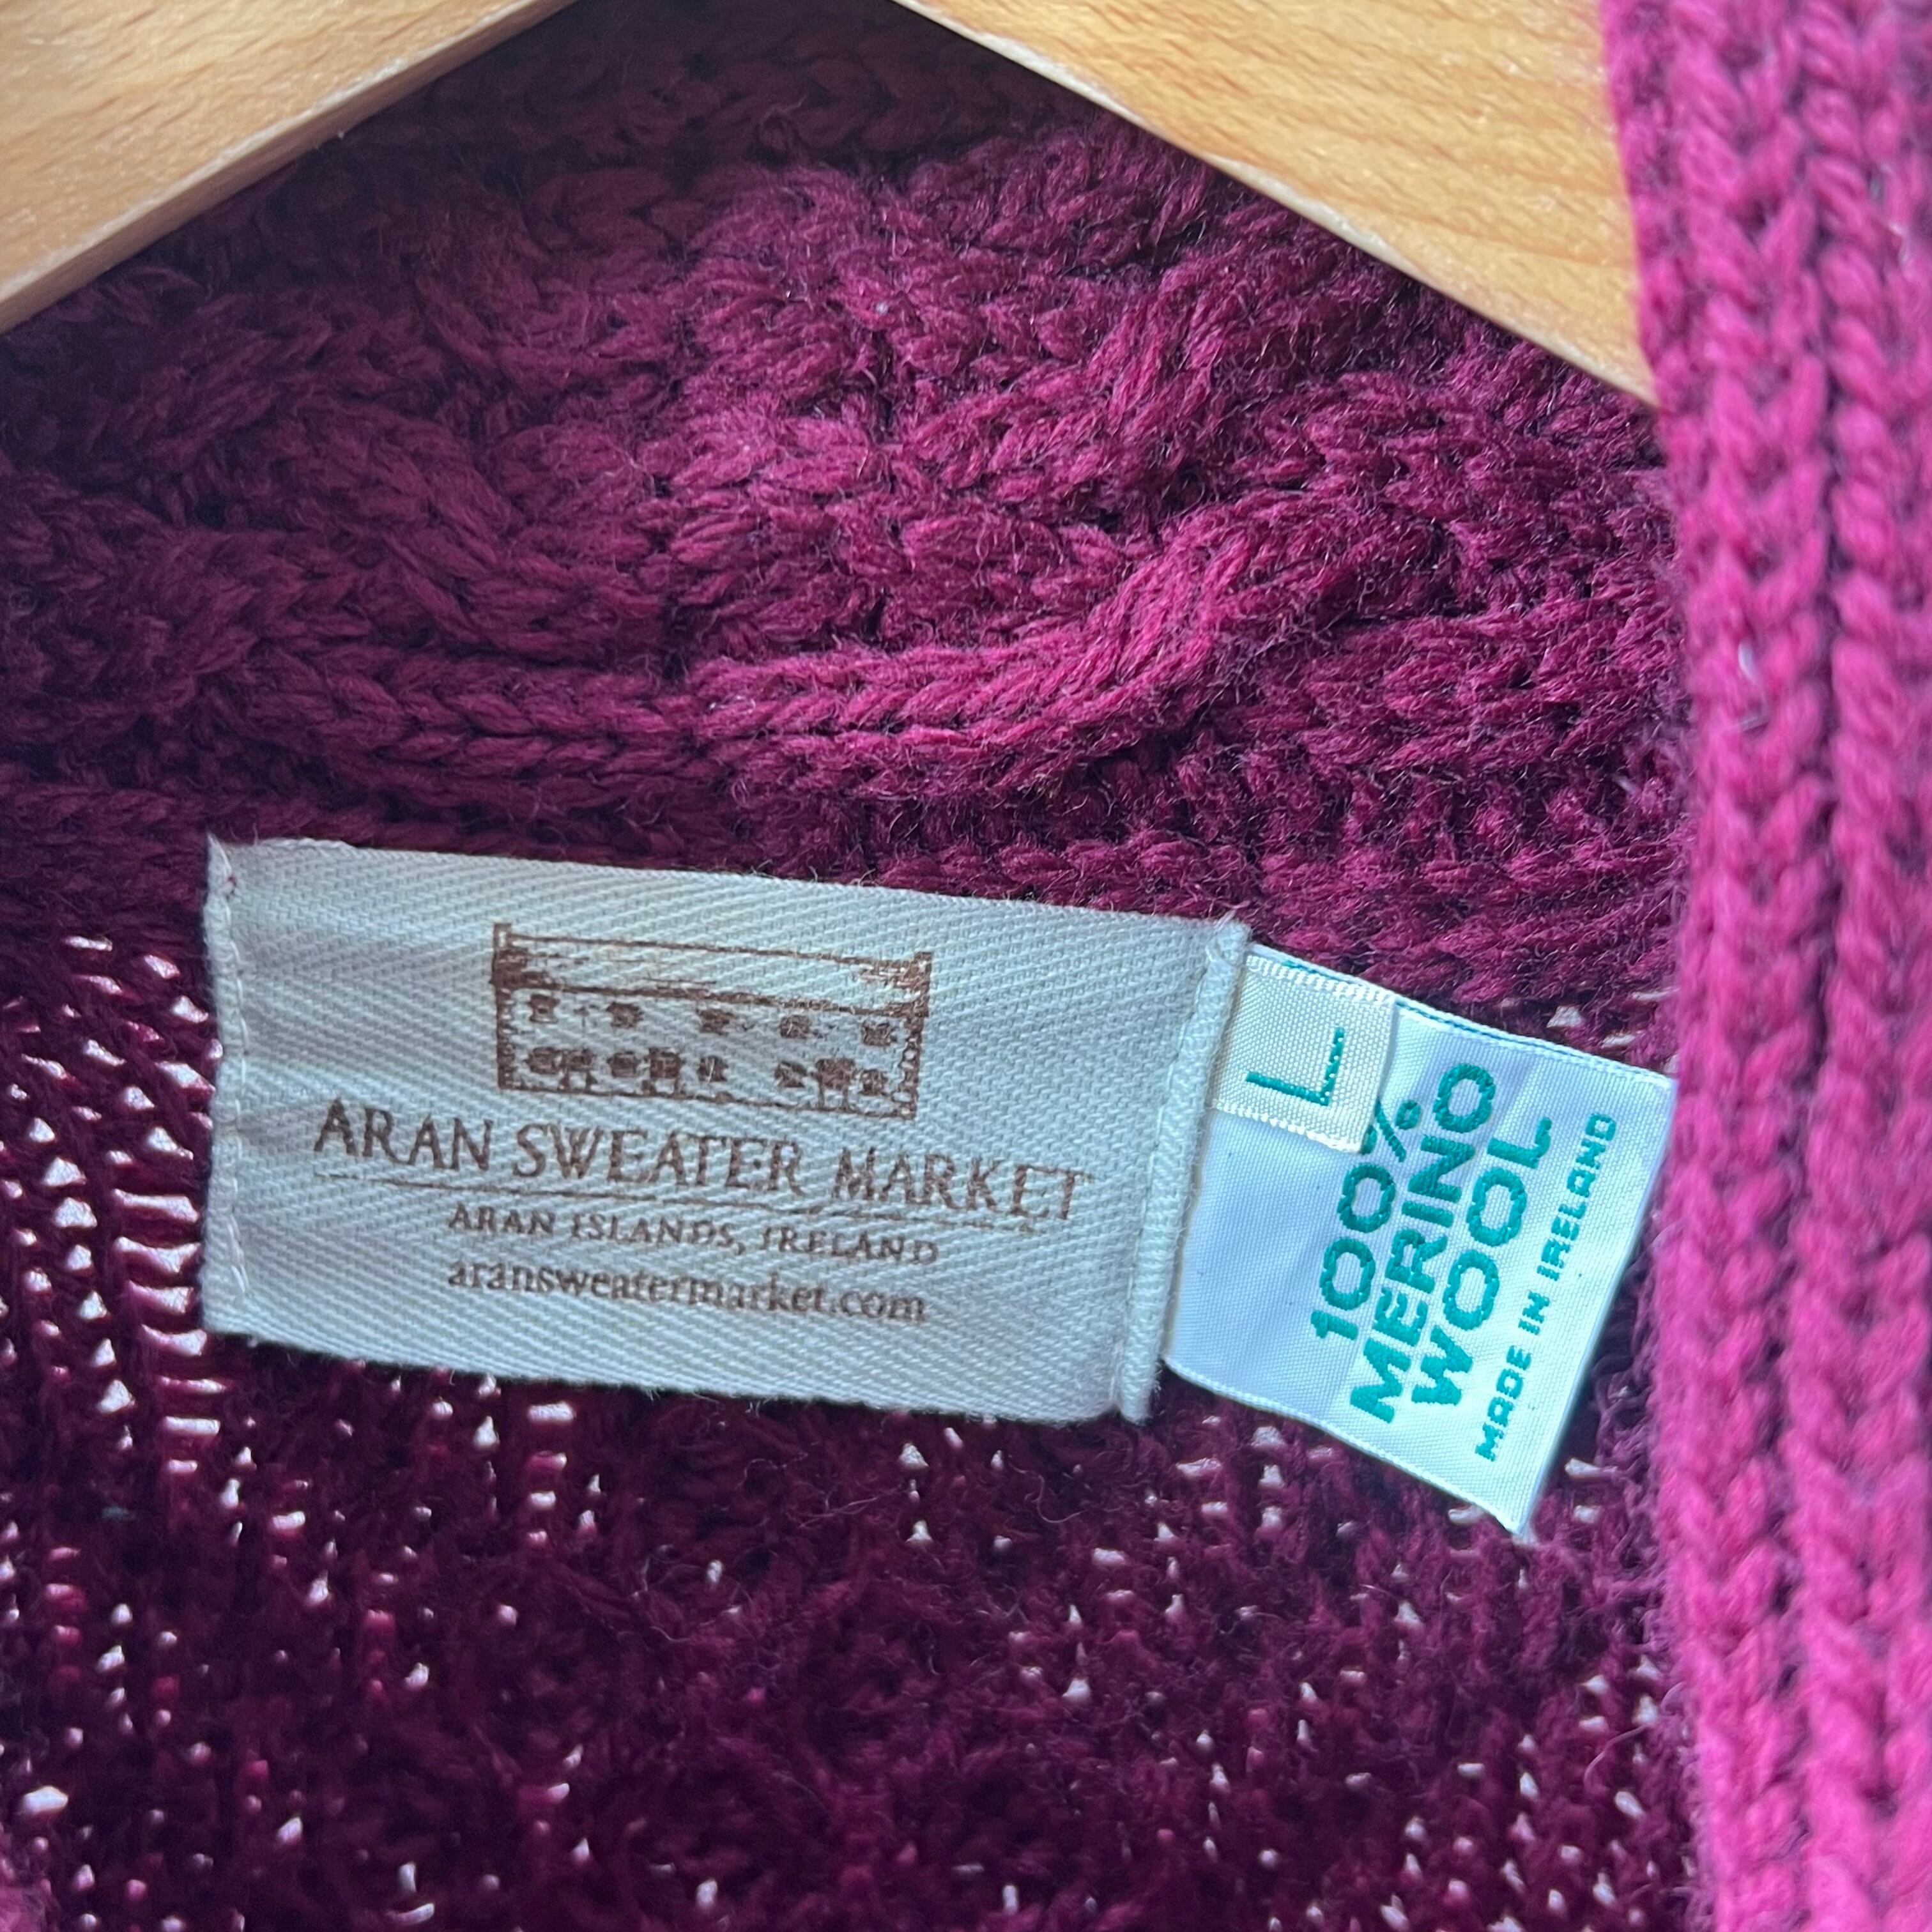 ARAN SWEATER MARKET
ARAN ISLANDS, IRELAND
aransweatermarket.com
L
100%
MERINO
WOOL
MADE IN IRELAND